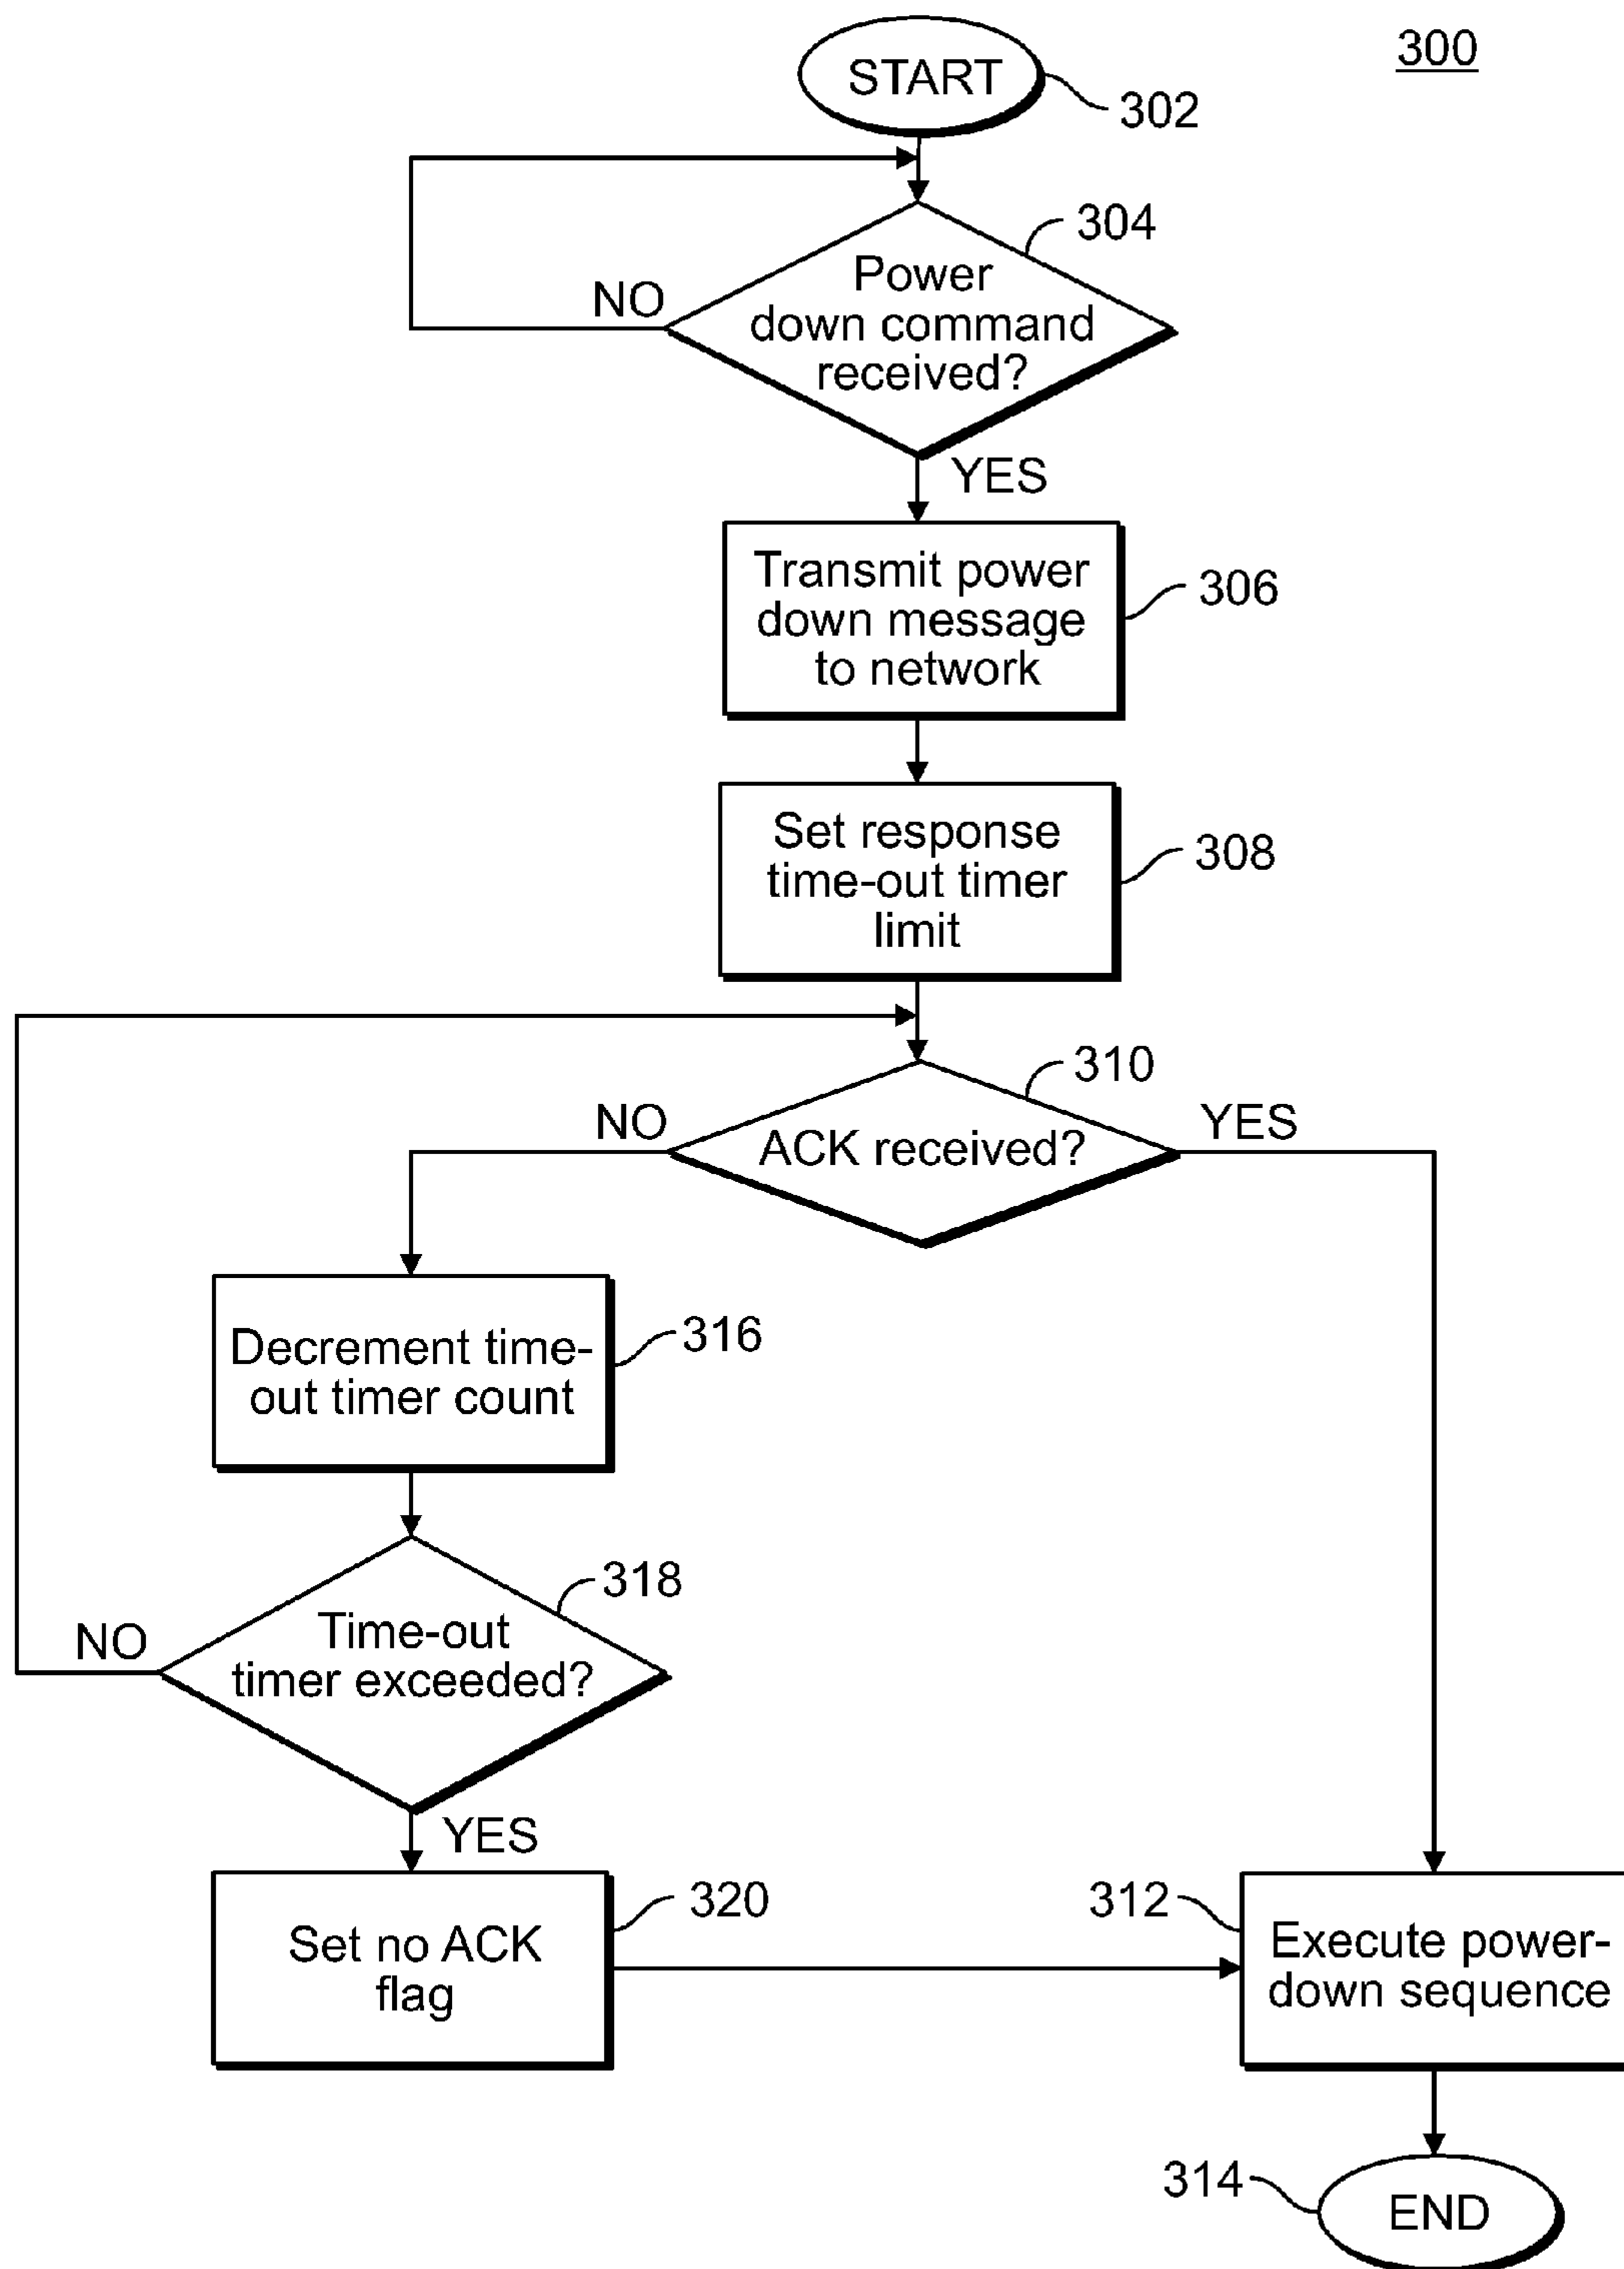 300
START
302
304
Power
down command
received?
NO
YES
Transmit power
down message
to network
306
Set response
time-out timer
limit
308
310
NO
ACK received?
YES
Decrement time-
out timer count
316
318
NO
Time-out
timer exceeded?
YES
Set no ACK
flag
320
312
Execute power-
down sequence
314
END